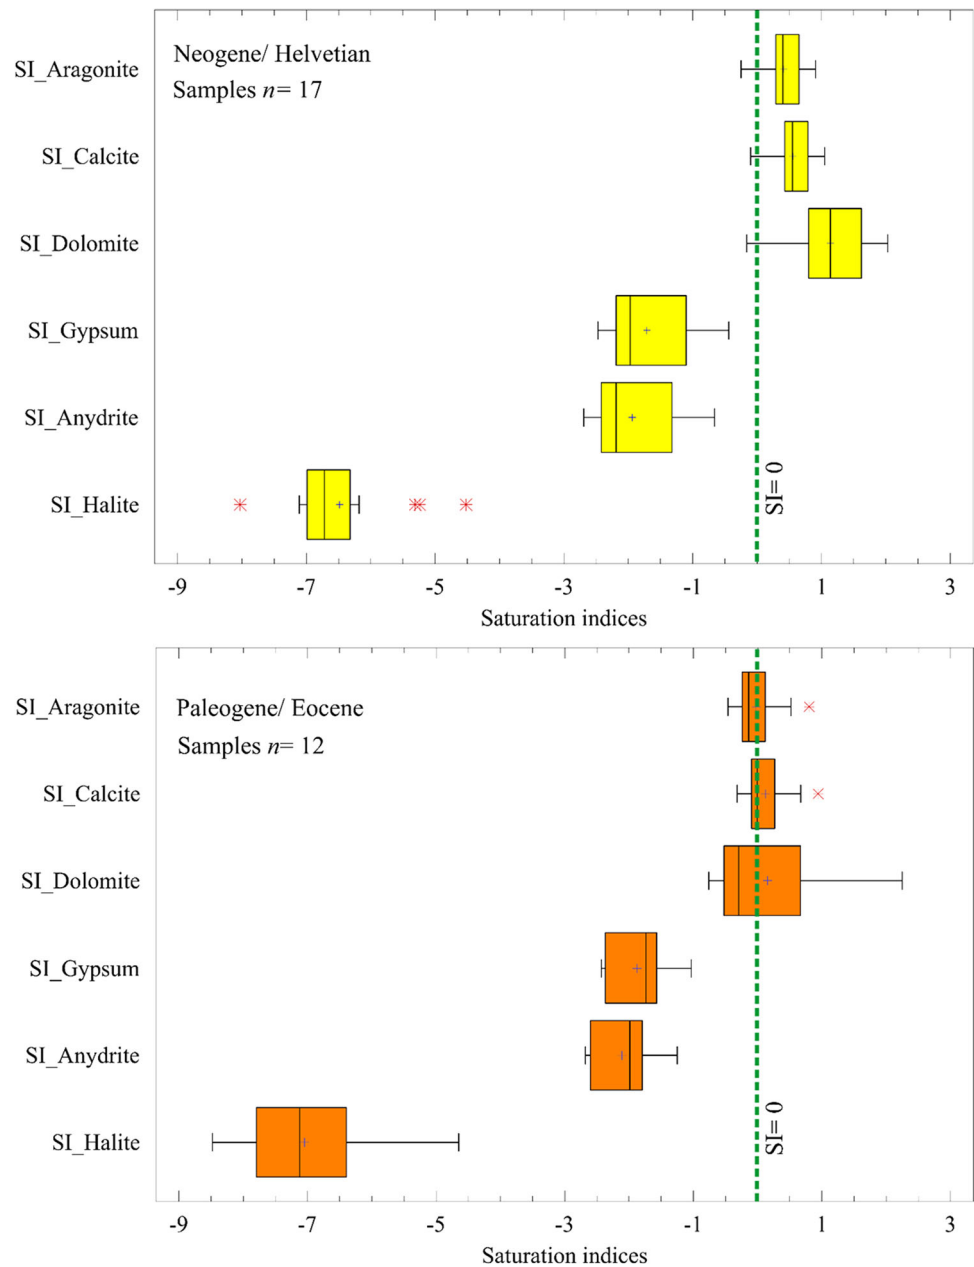 Neogene/ Helvetian
Samples n= 17
SI_Aragonite
SI_Calcite
SI_Dolomite
SI_Gypsum
SI_Anydrite
SI_Halite
SI= 0
-9 -7 -5 -3 -1 1 3
Saturation indices
Paleogene/ Eocene
Samples n= 12
SI_Aragonite
SI_Calcite
SI_Dolomite
SI_Gypsum
SI_Anydrite
SI_Halite
SI= 0
-9 -7 -5 -3 -1 1 3
Saturation indices